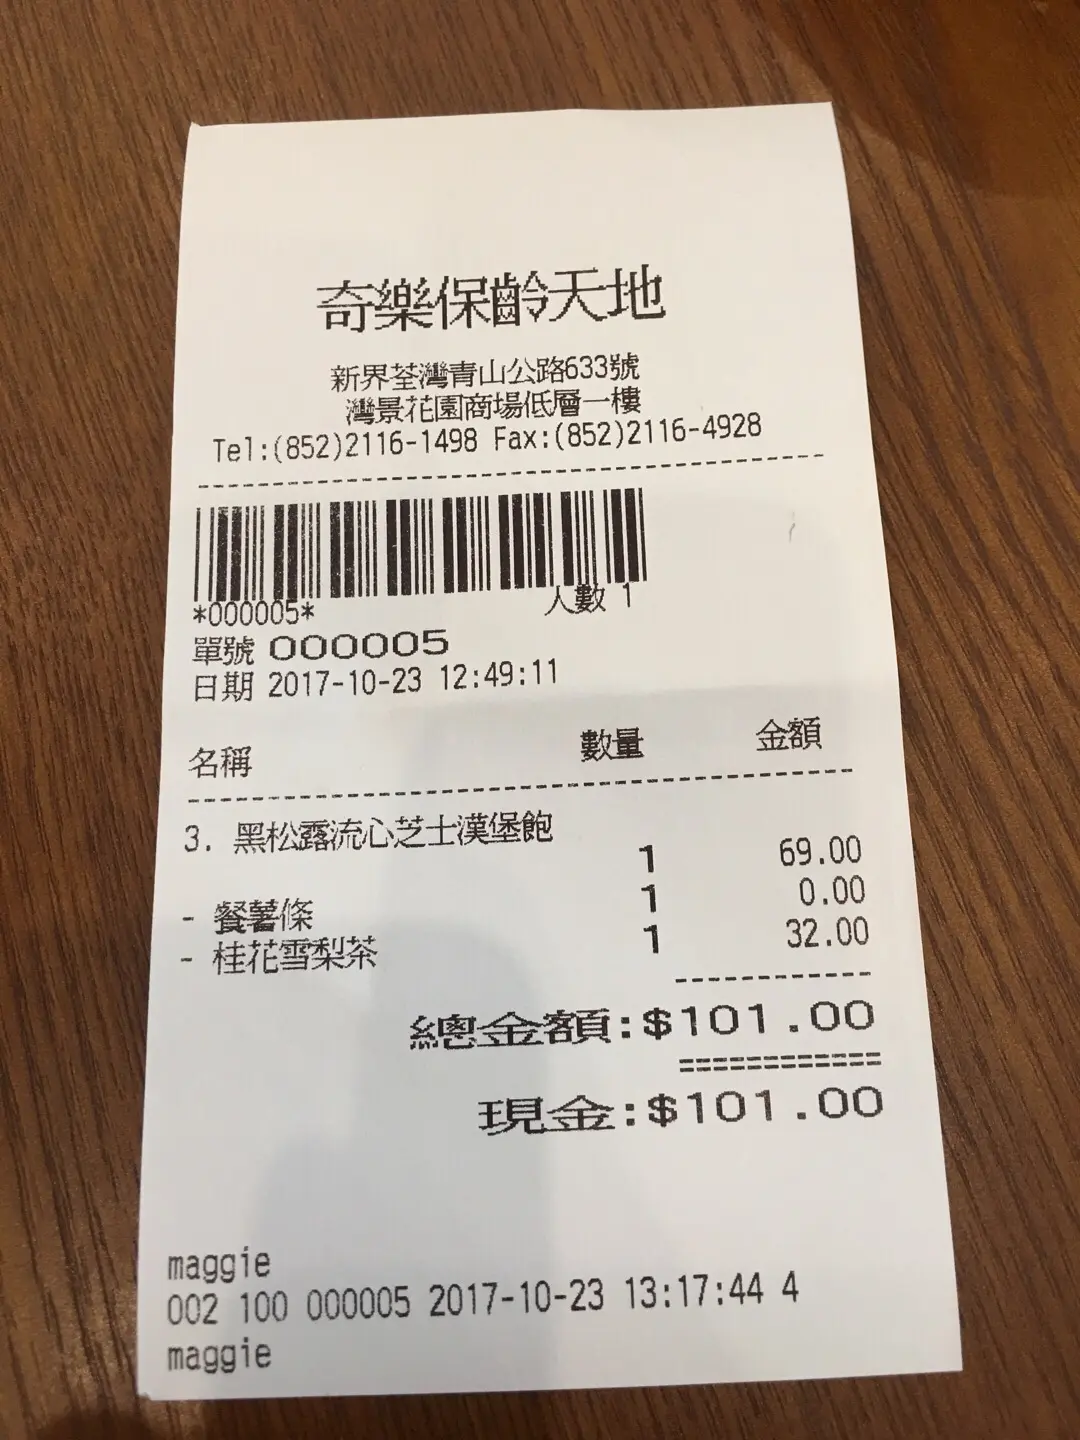 奇樂保齡天地
新界荃灣青山公路633號
灣景花園商場低層一樓
Tel:(852)2116-1498 Fax:(852)2116-4928
*000005* 人數 1
單號 000005
日期 2017-10-23 12:49:11
名稱 數量 金額
3. 黑松露流心芝士漢堡飽
1 69.00
- 餐薯條 1 0.00
- 桂花雪梨茶 1 32.00
總金額:$101.00
現金:$101.00
maggie
002 100 000005 2017-10-23 13:17:44 4
maggie